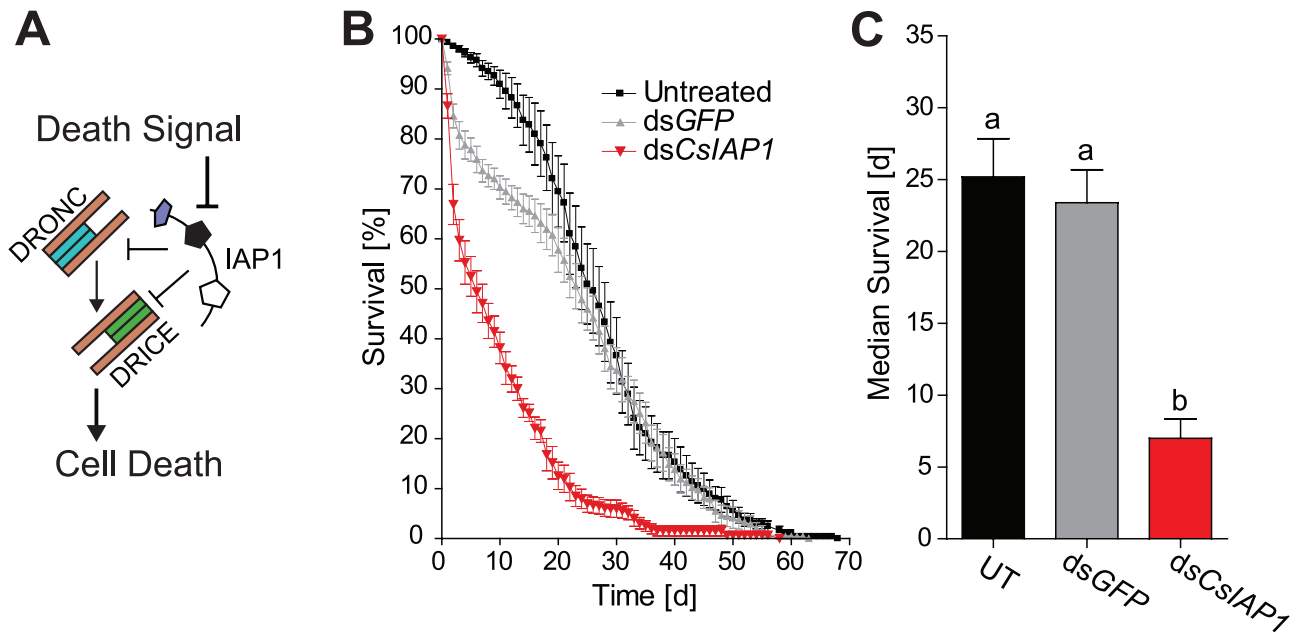 A
Death Signal
DRONC
IAP1
DRICE
Cell Death
B
100
90
80
70
60
50
40
30
20
10
0
Survival [%]
0 10 20 30 40 50 60 70
Time [d]
Untreated
dsGFP
dsCsIAP1
C
35
30
25
20
15
10
5
0
Median Survival [d]
a
a
b
UT
dsGFP
dsCsIAP1